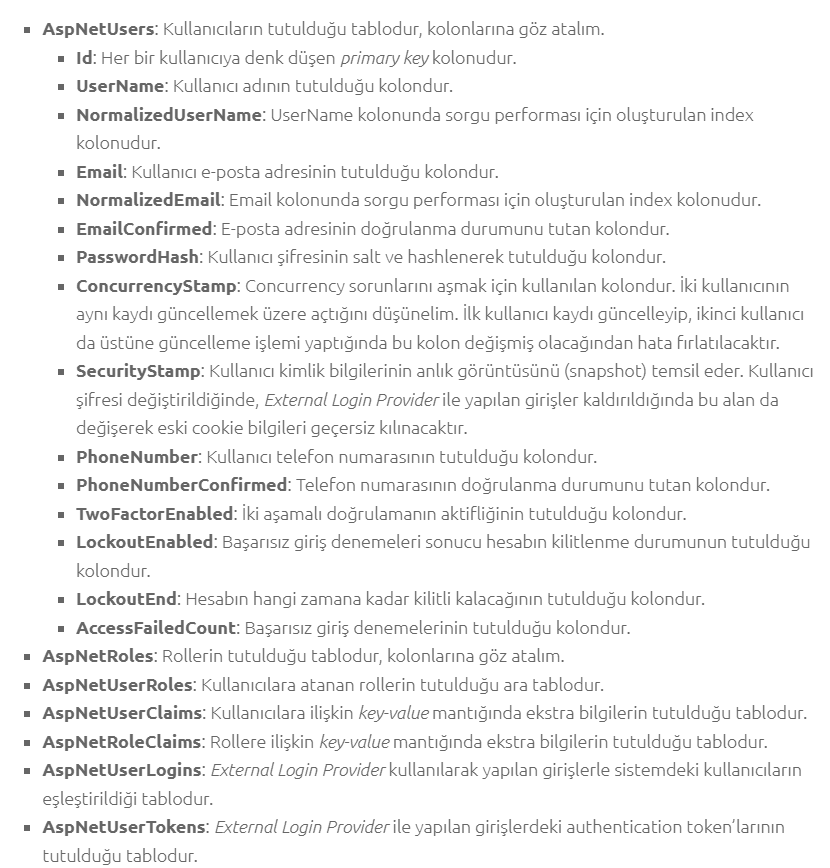 AspNetUsers: Kullanıcıların tutulduğu tablodur, kolonlarına göz atalım.
Id: Her bir kullanıcıya denk düşen primary key kolonudur.
UserName: Kullanıcı adının tutulduğu kolondur.
NormalizedUserName: UserName kolonunda sorgu performası için oluşturulan index
kolonudur.
Email: Kullanıcı e-posta adresinin tutulduğu kolondur.
NormalizedEmail: Email kolonunda sorgu performası için oluşturulan index kolonudur.
EmailConfirmed: E-posta adresinin doğrulanma durumunu tutan kolondur.
PasswordHash: Kullanıcı şifresinin salt ve hashlenerek tutulduğu kolondur.
ConcurrencyStamp: Concurrency sorunlarını aşmak için kullanılan kolondur. İki kullanıcının
aynı kaydı güncellemek üzere açtığını düşünelim. İlk kullanıcı kaydı güncelleyip, ikinci kullanıcı
da üstüne güncelleme işlemi yaptığında bu kolon değişmiş olacağından hata fırlatılacaktır.
SecurityStamp: Kullanıcı kimlik bilgilerinin anlık görüntüsünü (snapshot) temsil eder. Kullanıcı
şifresi değiştirildiğinde, External Login Provider ile yapılan girişler kaldırıldığında bu alan da
değişerek eski cookie bilgileri geçersiz kılınacaktır.
PhoneNumber: Kullanıcı telefon numarasının tutulduğu kolondur.
PhoneNumberConfirmed: Telefon numarasının doğrulanma durumunu tutan kolondur.
TwoFactorEnabled: İki aşamalı doğrulamanın aktifliğinin tutulduğu kolondur.
LockoutEnabled: Başarısız giriş denemeleri sonucu hesabın kilitlenme durumunun tutulduğu
kolondur.
LockoutEnd: Hesabın hangi zamana kadar kilitli kalacağının tutulduğu kolondur.
AccessFailedCount: Başarısız giriş denemelerinin tutulduğu kolondur.
AspNetRoles: Rollerin tutulduğu tablodur, kolonlarına göz atalım.
AspNetUserRoles: Kullanıcılara atanan rollerin tutulduğu ara tablodur.
AspNetUserClaims: Kullanıcılara ilişkin key-value mantığında ekstra bilgilerin tutulduğu tablodur.
AspNetRoleClaims: Rollere ilişkin key-value mantığında ekstra bilgilerin tutulduğu tablodur.
AspNetUserLogins: External Login Provider kullanılarak yapılan girişlerle sistemdeki kullanıcıların
eşleştirildiği tablodur.
AspNetUserTokens: External Login Provider ile yapılan girişlerdeki authentication token’larının
tutulduğu tablodur.